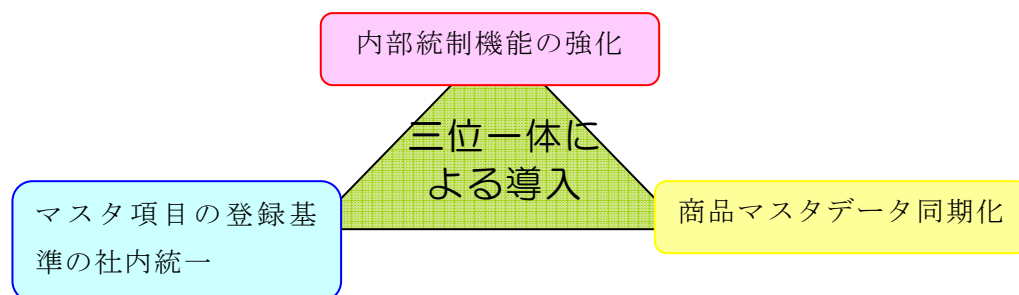 内部統制機能の強化
三位一体に
よる導入
マスタ項目の登録基
準の社内統一
商品マスタデータ同期化